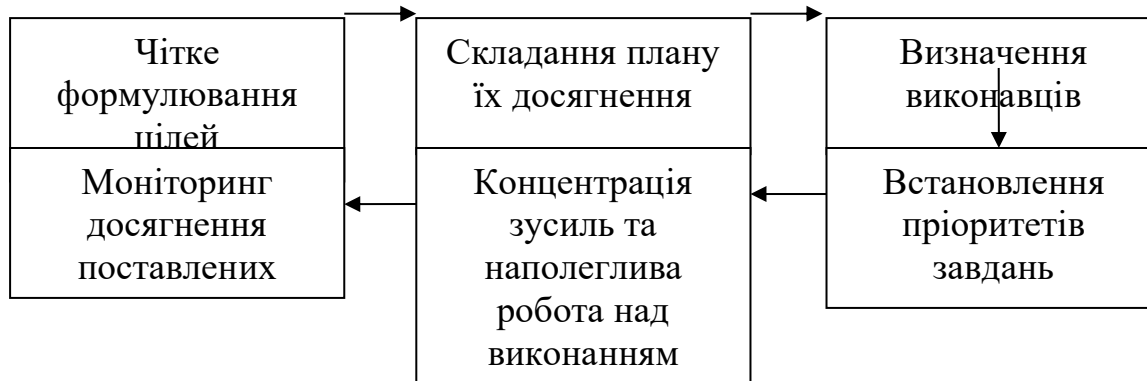 Чітке
формулювання
цілей
Складання плану
їх досягнення
Визначення
виконавців
Встановлення
пріоритетів
завдань
Концентрація
зусиль та
наполеглива
робота над
виконанням
Моніторинг
досягнення
поставлених